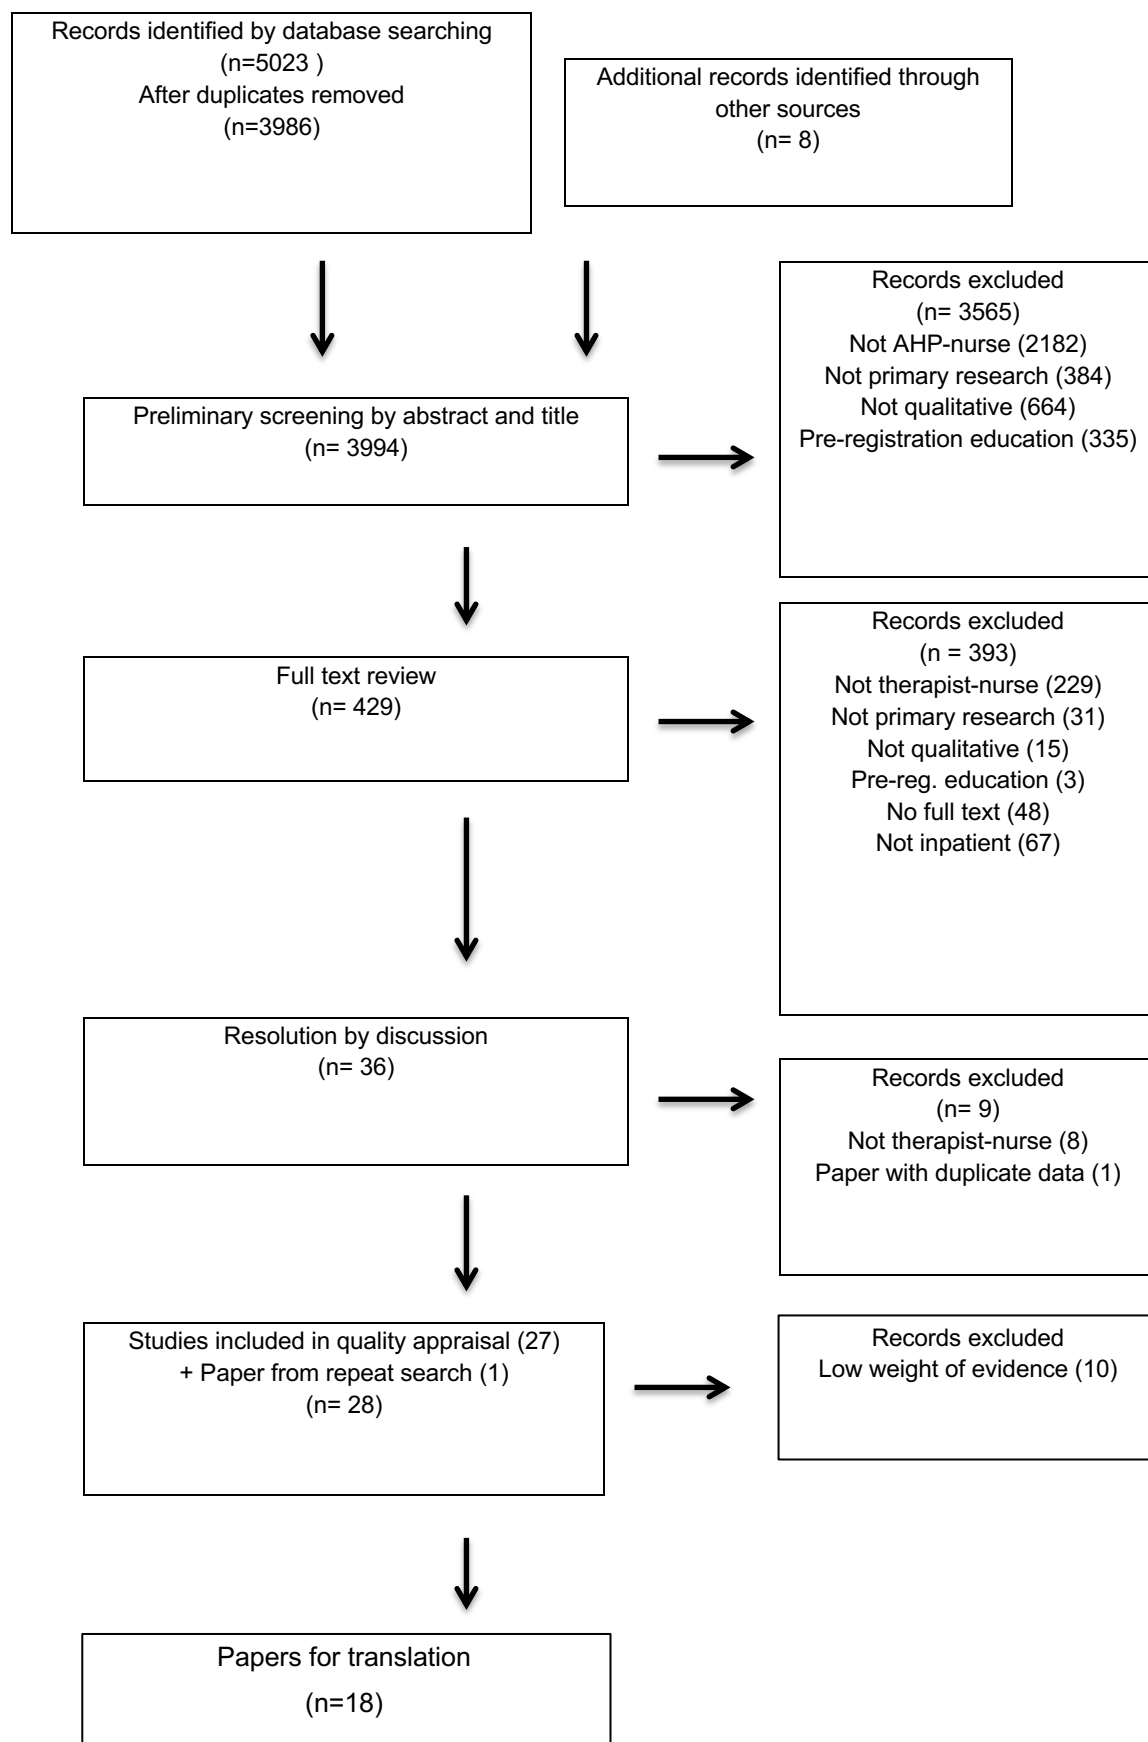 Records identified by database searching
(n=5023 )
After duplicates removed
(n=3986)
Additional records identified through
other sources
(n= 8)
Records excluded
(n= 3565)
Not AHP-nurse (2182)
Not primary research (384)
Not qualitative (664)
Pre-registration education (335)
Preliminary screening by abstract and title
(n= 3994)
Records excluded
(n = 393)
Not therapist-nurse (229)
Not primary research (31)
Not qualitative (15)
Pre-reg. education (3)
No full text (48)
Not inpatient (67)
Full text review
(n= 429)
Resolution by discussion
(n= 36)
Records excluded
(n= 9)
Not therapist-nurse (8)
Paper with duplicate data (1)
Studies included in quality appraisal (27)
+ Paper from repeat search (1)
(n= 28)
Records excluded
Low weight of evidence (10)
Papers for translation
(n=18)